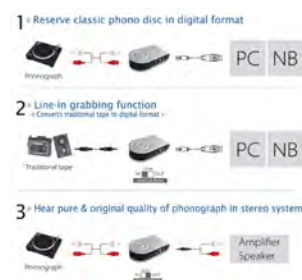 1 Reserve classic phono disc in digital format
PC NB
Phonograph
2 Line-in grabbing function
< Converts traditional tape to digital format >
PC NB
Traditional tape
3 Hear pure & original quality of phonograph in stereo system
Amplifier
Speaker
Phonograph